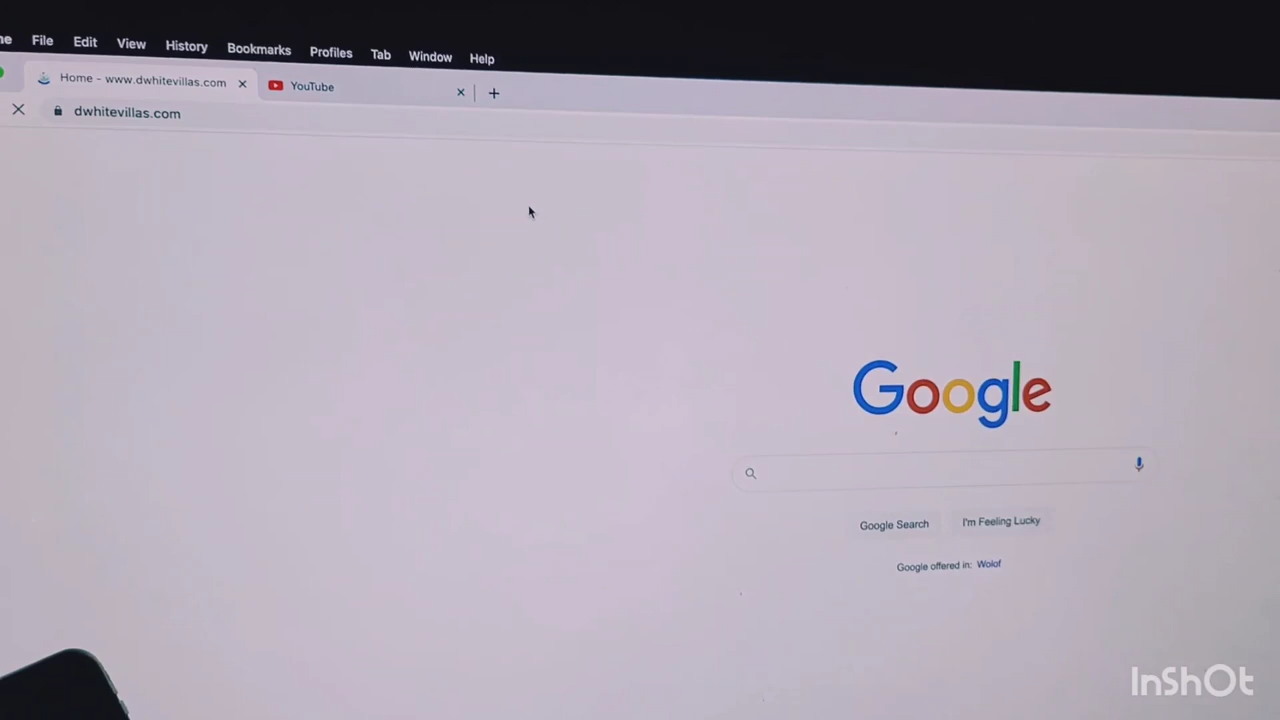 File Edit View History Bookmarks Profiles Tab Window Help
Home - www.dwhitevillas.com YouTube
dwhitevillas.com
Google
Google Search I'm Feeling Lucky
Google offered in: Wolof
InShOt